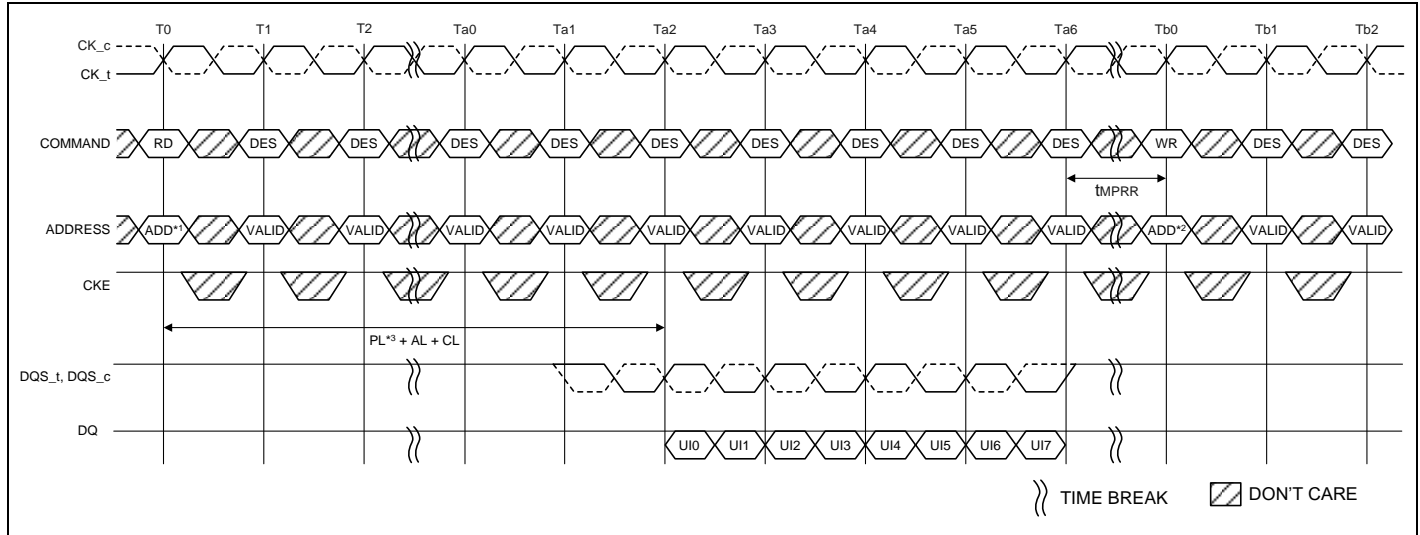 T0 T1 T2 Ta0 Ta1 Ta2 Ta3 Ta4 Ta5 Ta6 Tb0 Tb1 Tb2
CK_c
CK_t
COMMAND RD DES DES DES DES DES DES DES DES DES WR DES DES
tMPRR
ADDRESS ADD*1 VALID VALID VALID VALID VALID VALID VALID VALID VALID ADD*2 VALID VALID
CKE
PL*3 + AL + CL
DQS_t, DQS_c
DQ UI0 UI1 UI2 UI3 UI4 UI5 UI6 UI7
TIME BREAK DON'T CARE